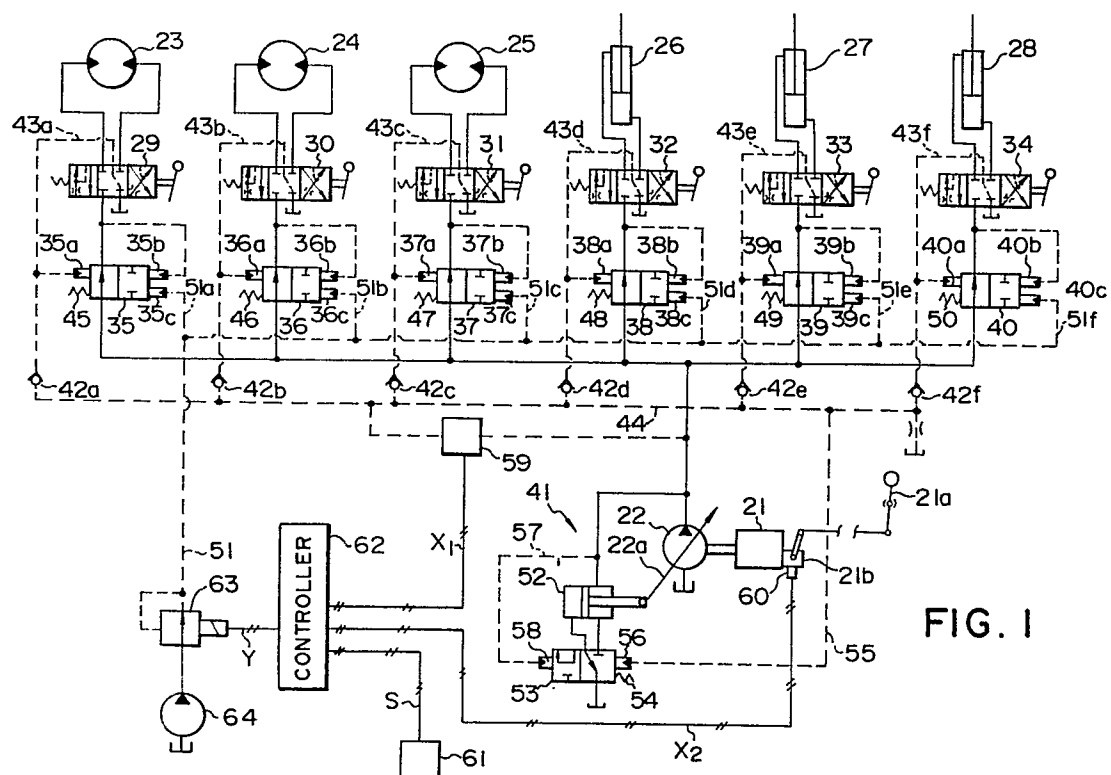 23 24 25 26 27 28
43a 29 43b 30 43c 31 43d 32 43e 33 43f 34
35a 35b 36a 36b 37a 37b 38a 38b 39a 39b 40a 40b
45 35 35c 51a 46 36 36c 51b 47 37 37c 51c 48 38 38c 51d 49 39 39c 51e 50 40 40c 51f
42a 42b 42c 42d 42e 42f
44
59
41 22 21 21a
51 62 X1 57 22a
63 52 60 21b
CONTROLLER
58 56 55
Y 53 54
S
64 61 X2
FIG. 1